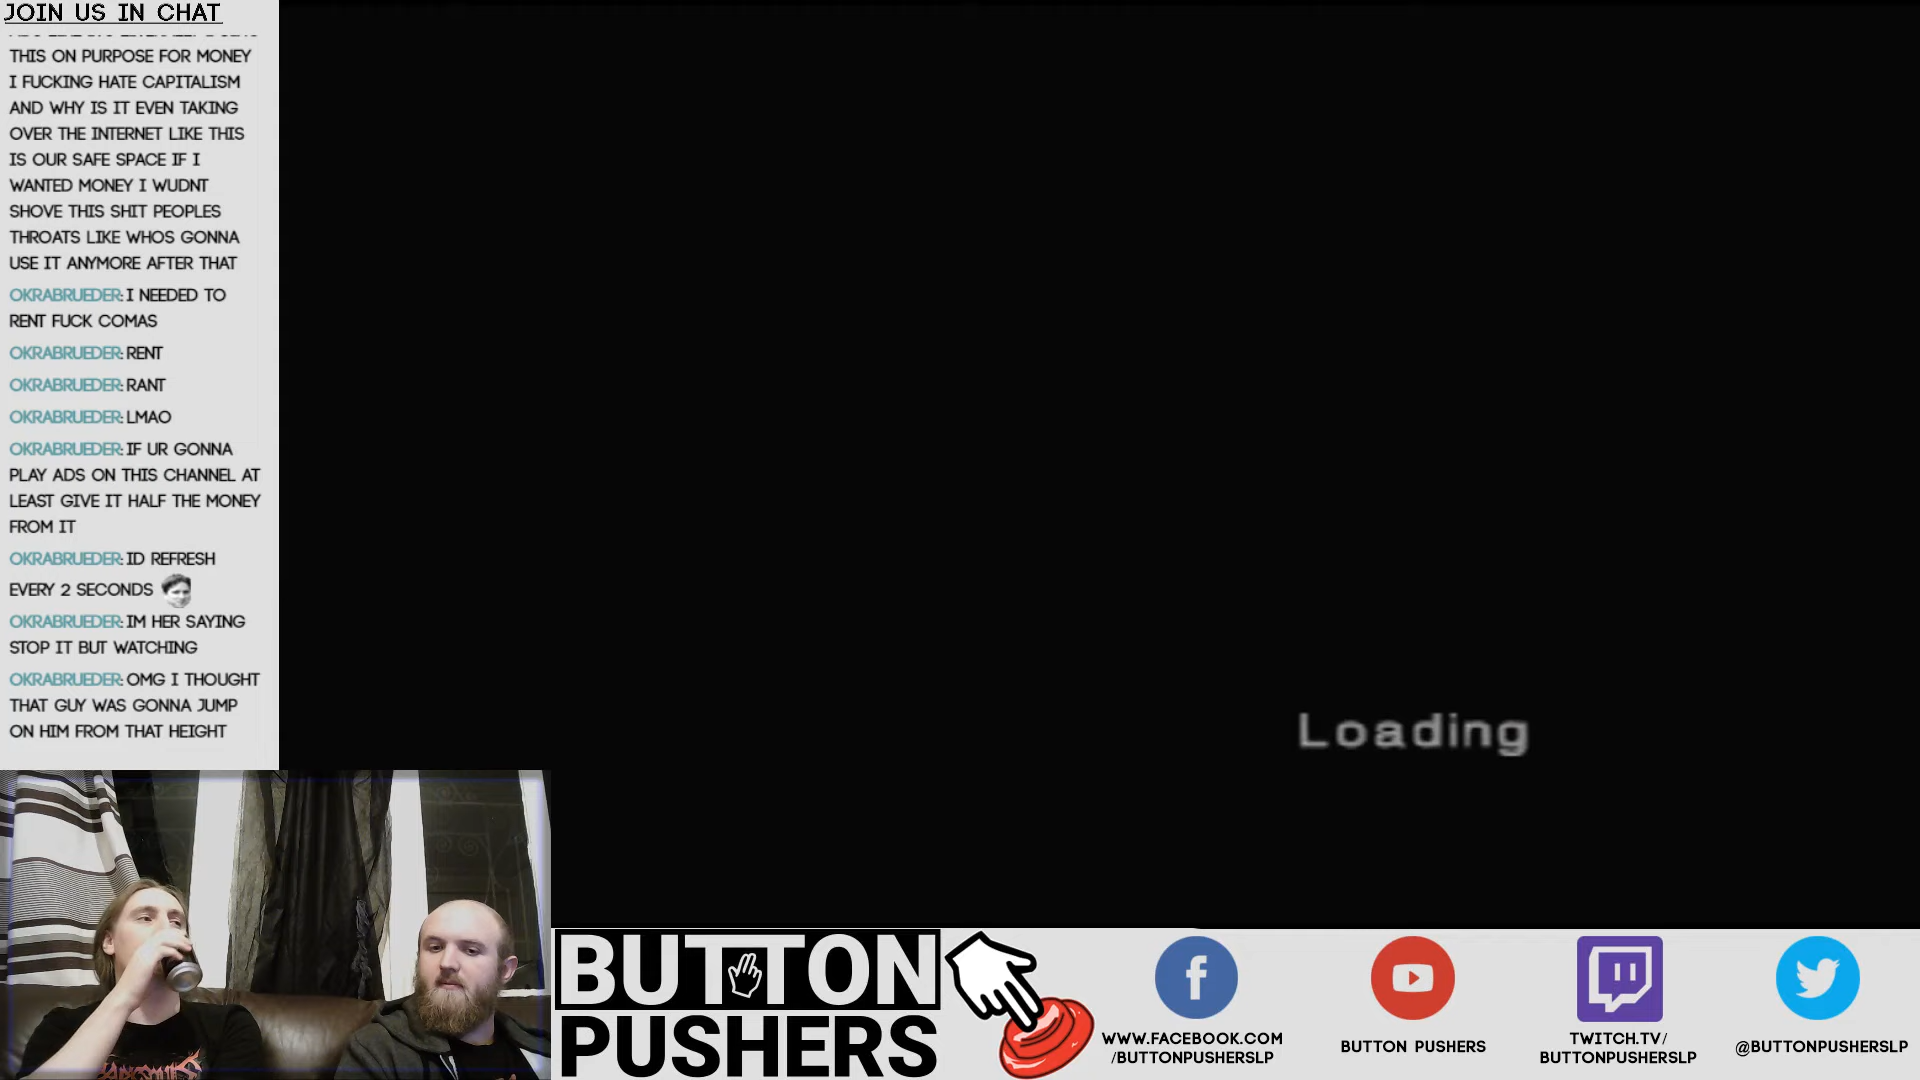 JOIN US IN CHAT
THIS ON PURPOSE FOR MONEY
I FUCKING HATE CAPITALISM
AND WHY IS IT EVEN TAKING
OVER THE INTERNET LIKE THIS
IS OUR SAFE SPACE IF I
WANTED MONEY I WUDNT
SHOVE THIS SHIT PEOPLES
THROATS LIKE WHOS GONNA
USE IT ANYMORE AFTER THAT
OKRABRUEDER: I NEEDED TO
RENT FUCK COMAS
OKRABRUEDER: RENT
OKRABRUEDER: RANT
OKRABRUEDER: LMAO
OKRABRUEDER: IF UR GONNA
PLAY ADS ON THIS CHANNEL AT
LEAST GIVE IT HALF THE MONEY
FROM IT
OKRABRUEDER: ID REFRESH
EVERY 2 SECONDS
OKRABRUEDER: IM HER SAYING
STOP IT BUT WATCHING
OKRABRUEDER: OMG I THOUGHT
THAT GUY WAS GONNA JUMP
ON HIM FROM THAT HEIGHT
Loading
BUTTON
PUSHERS
WWW.FACEBOOK.COM
/BUTTONPUSHERSLP
BUTTON PUSHERS
TWITCH.TV/
BUTTONPUSHERSLP
@BUTTONPUSHERSLP